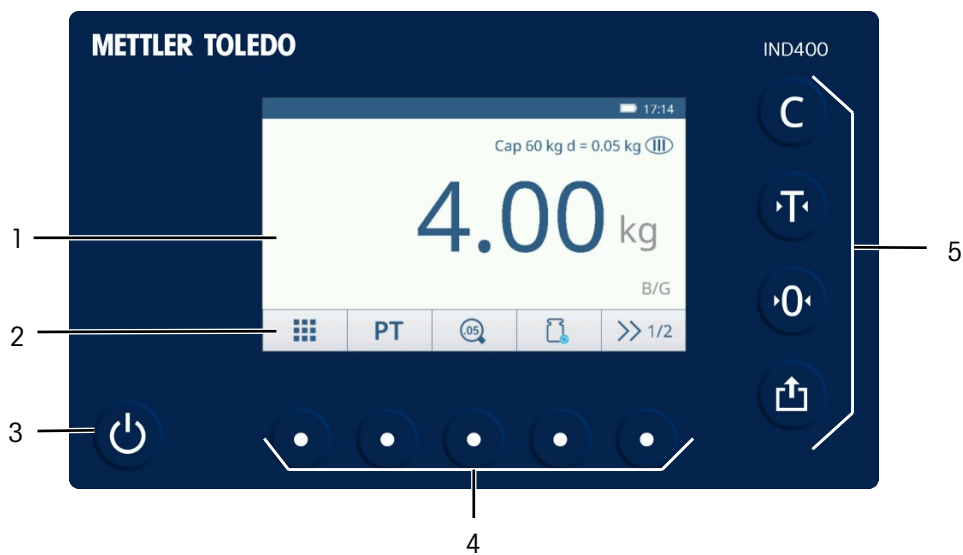 METTLER TOLEDO
IND400
17:14
Cap 60 kg d = 0.05 kg III
4.00 kg
B/G
PT .05 >> 1/2
C
T
0
1
2
3
4
5